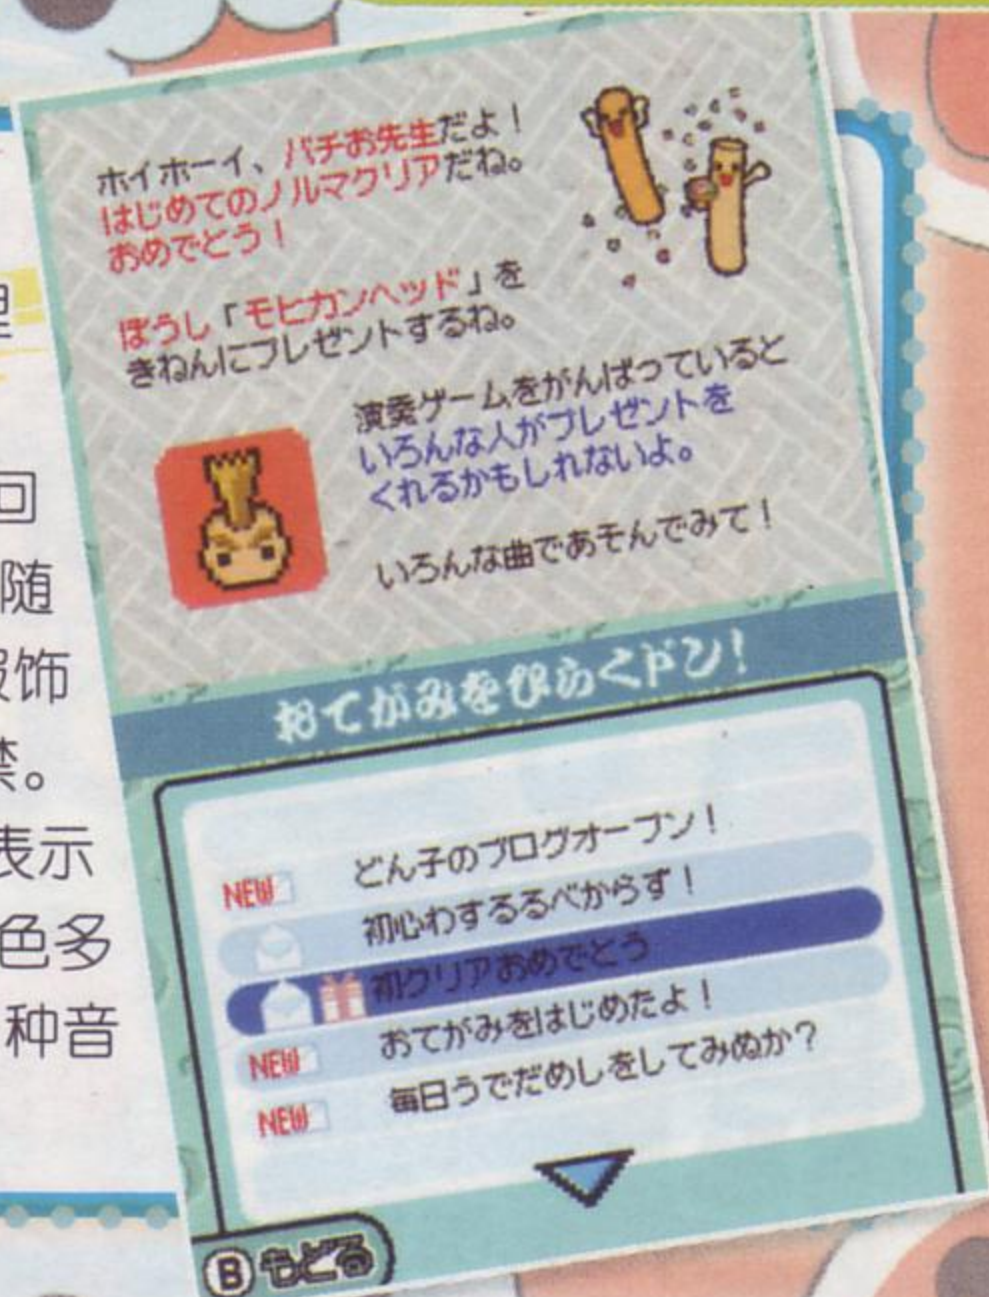 ホイホーイ、バチお先生だよ!
はじめてのノルマクリアだね。
おめでとう!
ぼうし「モヒカンヘッド」を
きねんにプレゼントするね。
演奏ゲームをがんばっていると
いろんな人がプレゼントを
くれるかもしれないよ。
いろんな曲であそんでみて!
おてがみをひらくドン!
NEW どん子のブログオープン!
初心わするるべからず!
初クリアおめでとう
NEW おてがみをはじめたよ!
NEW 毎日うでだめしをしてみぬか?
B もどる
回
随
服饰
禁。
表示
色多
种音